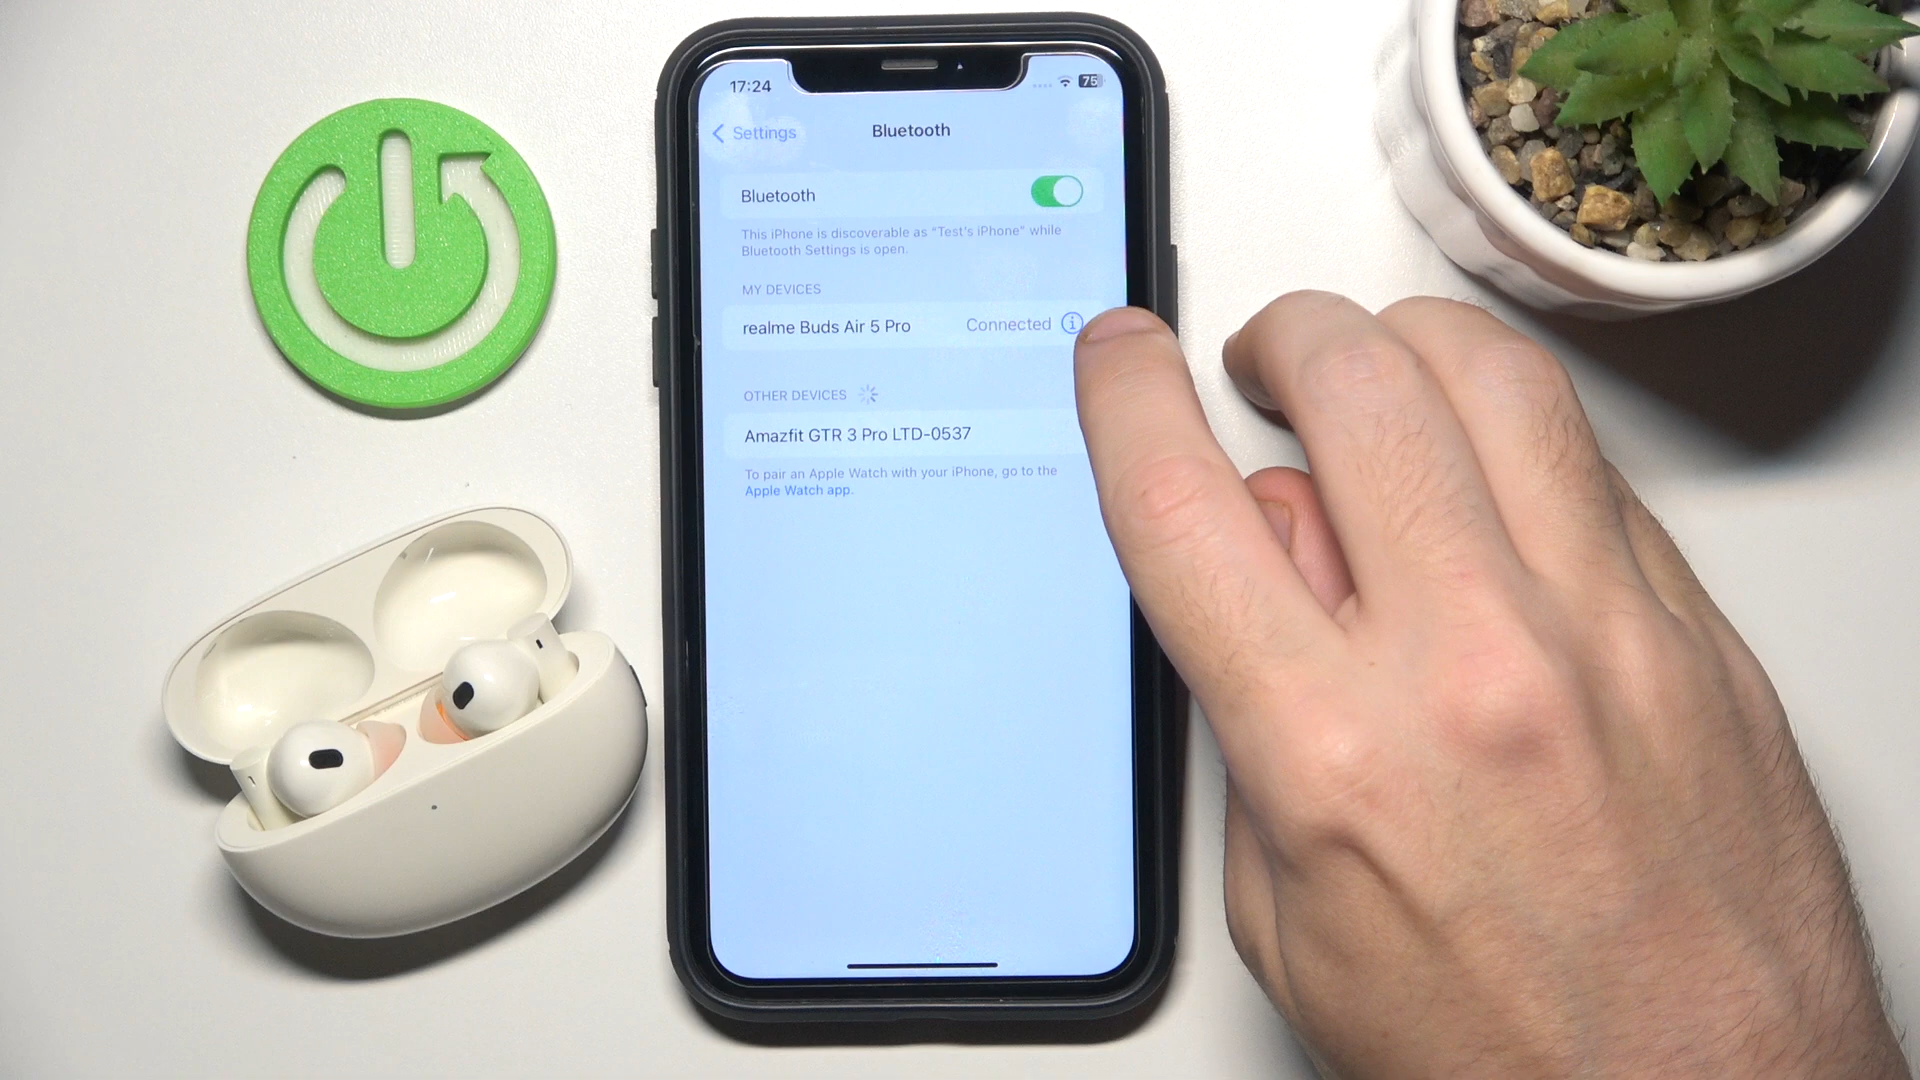 17:24
75
Settings
Bluetooth
Bluetooth
This iPhone is discoverable as “Test's iPhone” while
Bluetooth Settings is open.
MY DEVICES
realme Buds Air 5 Pro Connected
OTHER DEVICES
Amazfit GTR 3 Pro LTD-0537
To pair an Apple Watch with your iPhone, go to the
Apple Watch app.